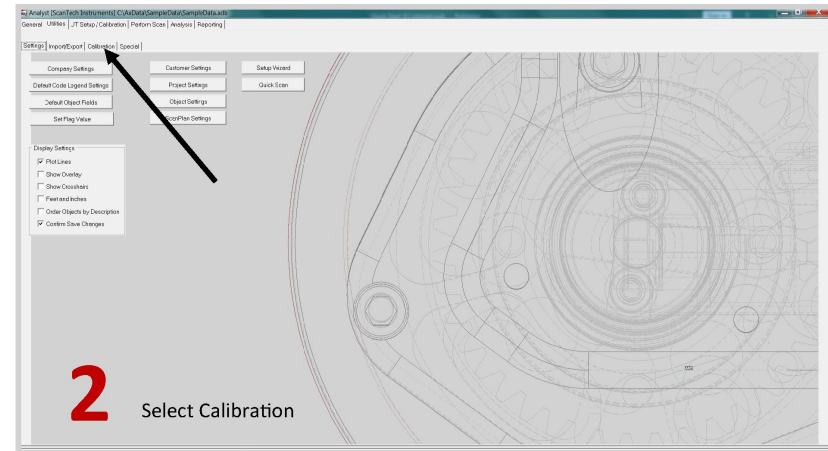 Analyst [ScanTech Instruments] C:\AxData\SampleData\SampleData.axtb
General Utilities JT Setup/Calibration Perform Scan Analysis Reporting
Settings Import/Export Calibration Special
Company Settings Customer Settings Setup Wizard
Default Code Legend Settings Project Settings Quick Scan
Default Object Fields Object Settings
Set Flag Value ScanPlan Settings
Display Settings
Plot Lines
Show Overlay
Show Crosshairs
Feet and Inches
Order Objects by Description
Confirm Save Changes
2 Select Calibration